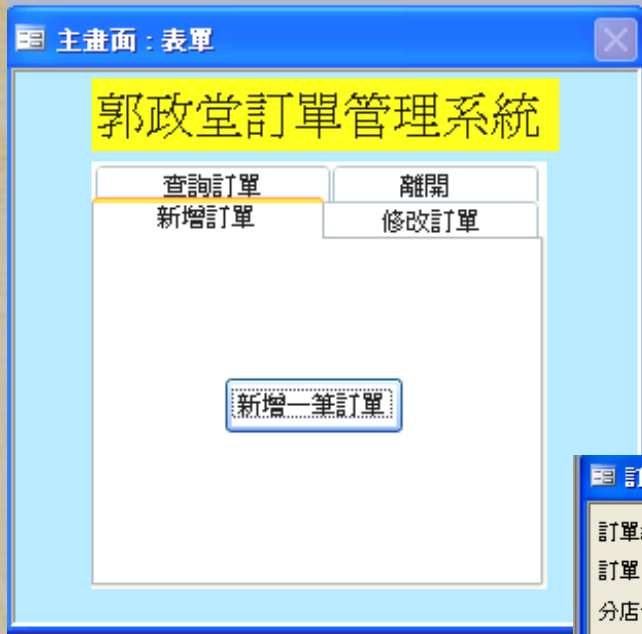 主畫面 : 表單
郭政堂訂單管理系統
查詢訂單 離開
新增訂單 修改訂單
新增一筆訂單
訂單
分店